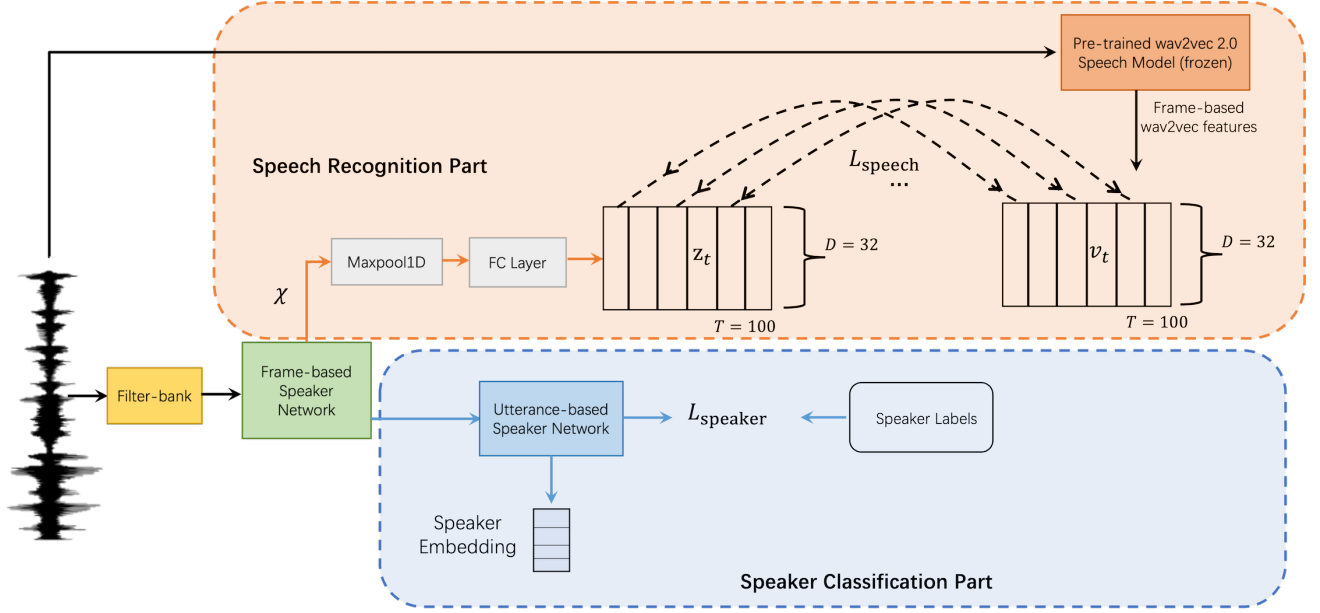 Pre-trained wav2vec 2.0
Speech Model (frozen)
Frame-based
wav2vec features
Speech Recognition Part
L_speech
...
Maxpool1D
FC Layer
z_t
D = 32
v_t
D = 32
χ
T = 100
T = 100
Filter-bank
Frame-based
Speaker
Network
Utterance-based
Speaker Network
L_speaker
Speaker Labels
Speaker
Embedding
Speaker Classification Part